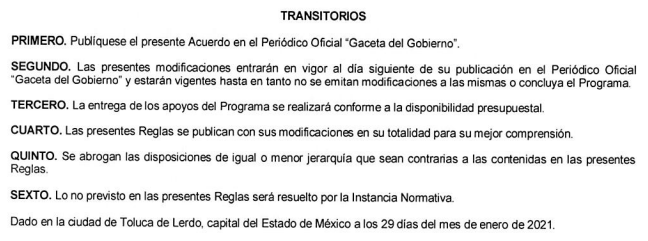 TRANSITORIOS
PRIMERO. Publíquese el presente Acuerdo en el Periódico Oficial “Gaceta del Gobierno”.
SEGUNDO. Las presentes modificaciones entrarán en vigor al día siguiente de su publicación en el Periódico Oficial
“Gaceta del Gobierno” y estarán vigentes hasta en tanto no se emitan modificaciones a las mismas o concluya el Programa.
TERCERO. La entrega de los apoyos del Programa se realizará conforme a la disponibilidad presupuestal.
CUARTO. Las presentes Reglas se publican con sus modificaciones en su totalidad para su mejor comprensión.
QUINTO. Se abrogan las disposiciones de igual o menor jerarquía que sean contrarias a las contenidas en las presentes
Reglas.
SEXTO. Lo no previsto en las presentes Reglas será resuelto por la Instancia Normativa.
Dado en la ciudad de Toluca de Lerdo, capital del Estado de México a los 29 días del mes de enero de 2021.